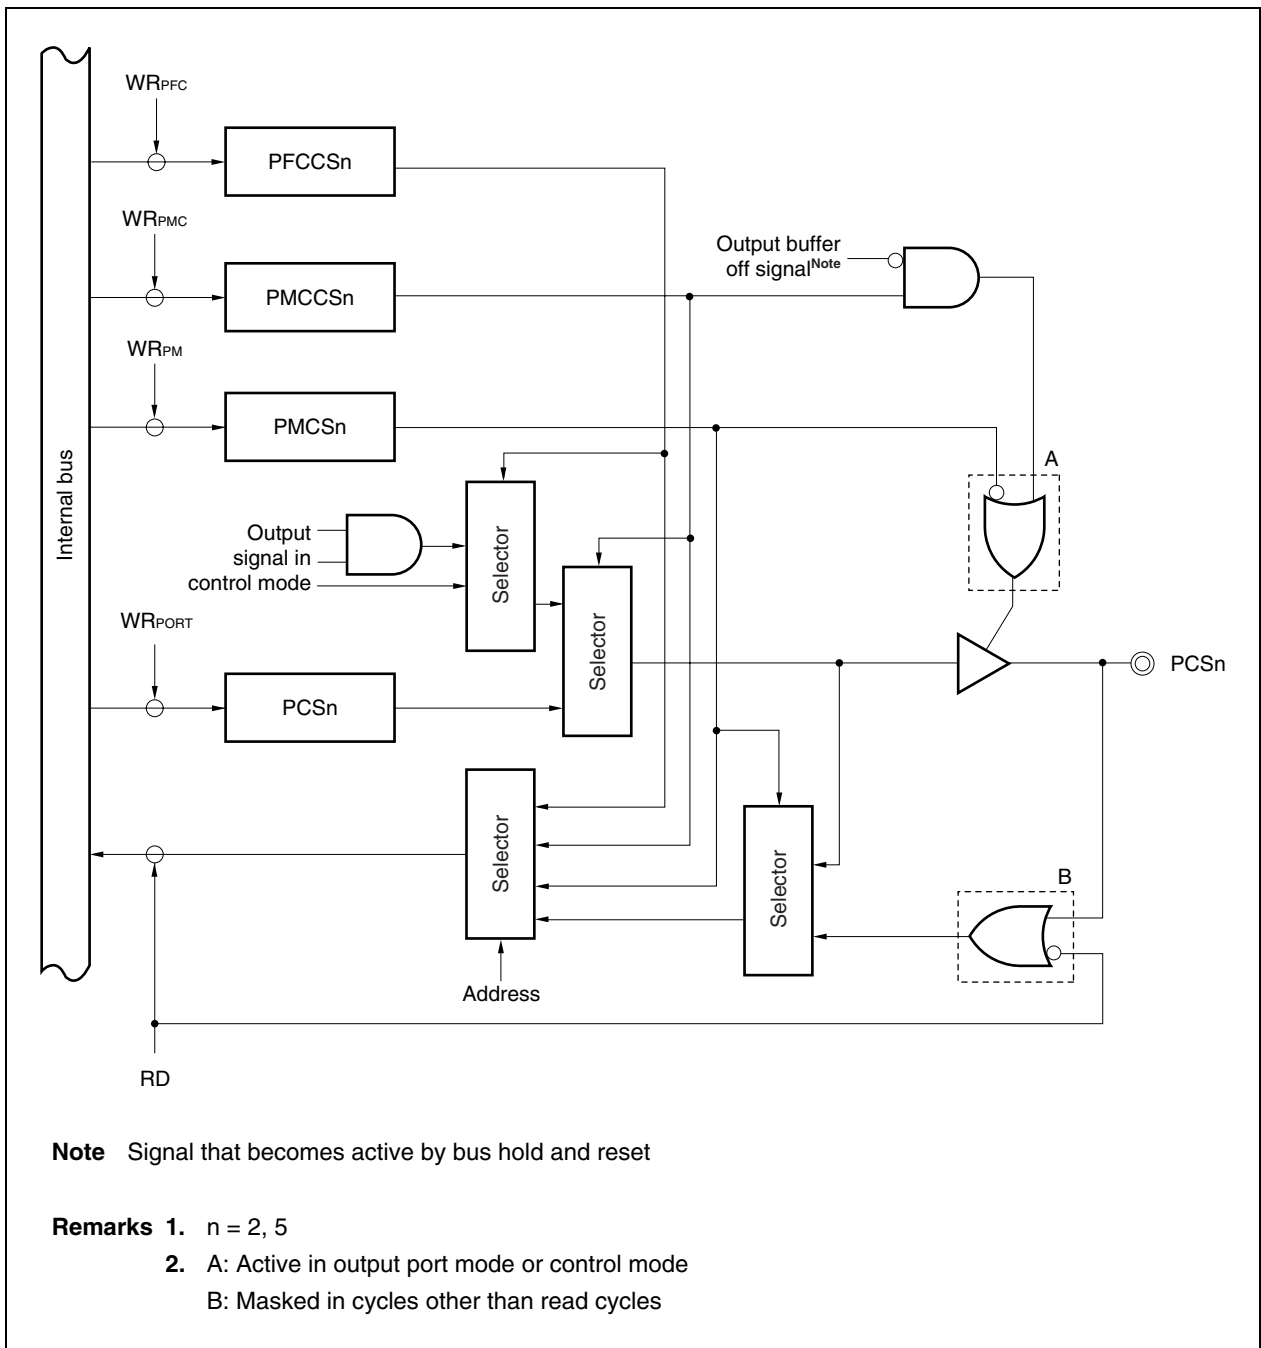 WRPFC
PFCCSn
WRPMC
Output buffer
off signalNote
PMCCSn
WRPM
PMCSn
A
Internal bus
Output
signal in
control mode
Selector
Selector
WRPORT
PCSn
PCSn
Selector
Selector
B
Address
RD
Note Signal that becomes active by bus hold and reset
Remarks 1. n = 2, 5
2. A: Active in output port mode or control mode
B: Masked in cycles other than read cycles